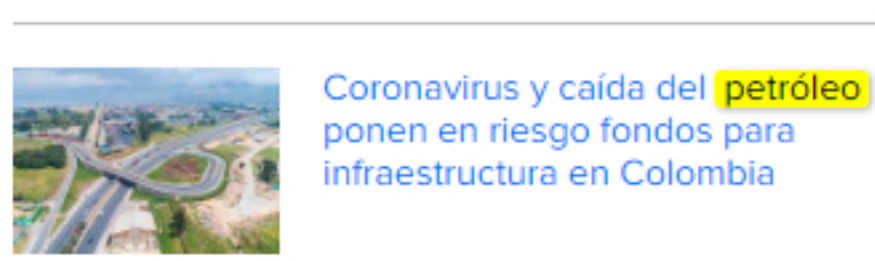 Coronavirus y caída del petróleo
ponen en riesgo fondos para
infraestructura en Colombia